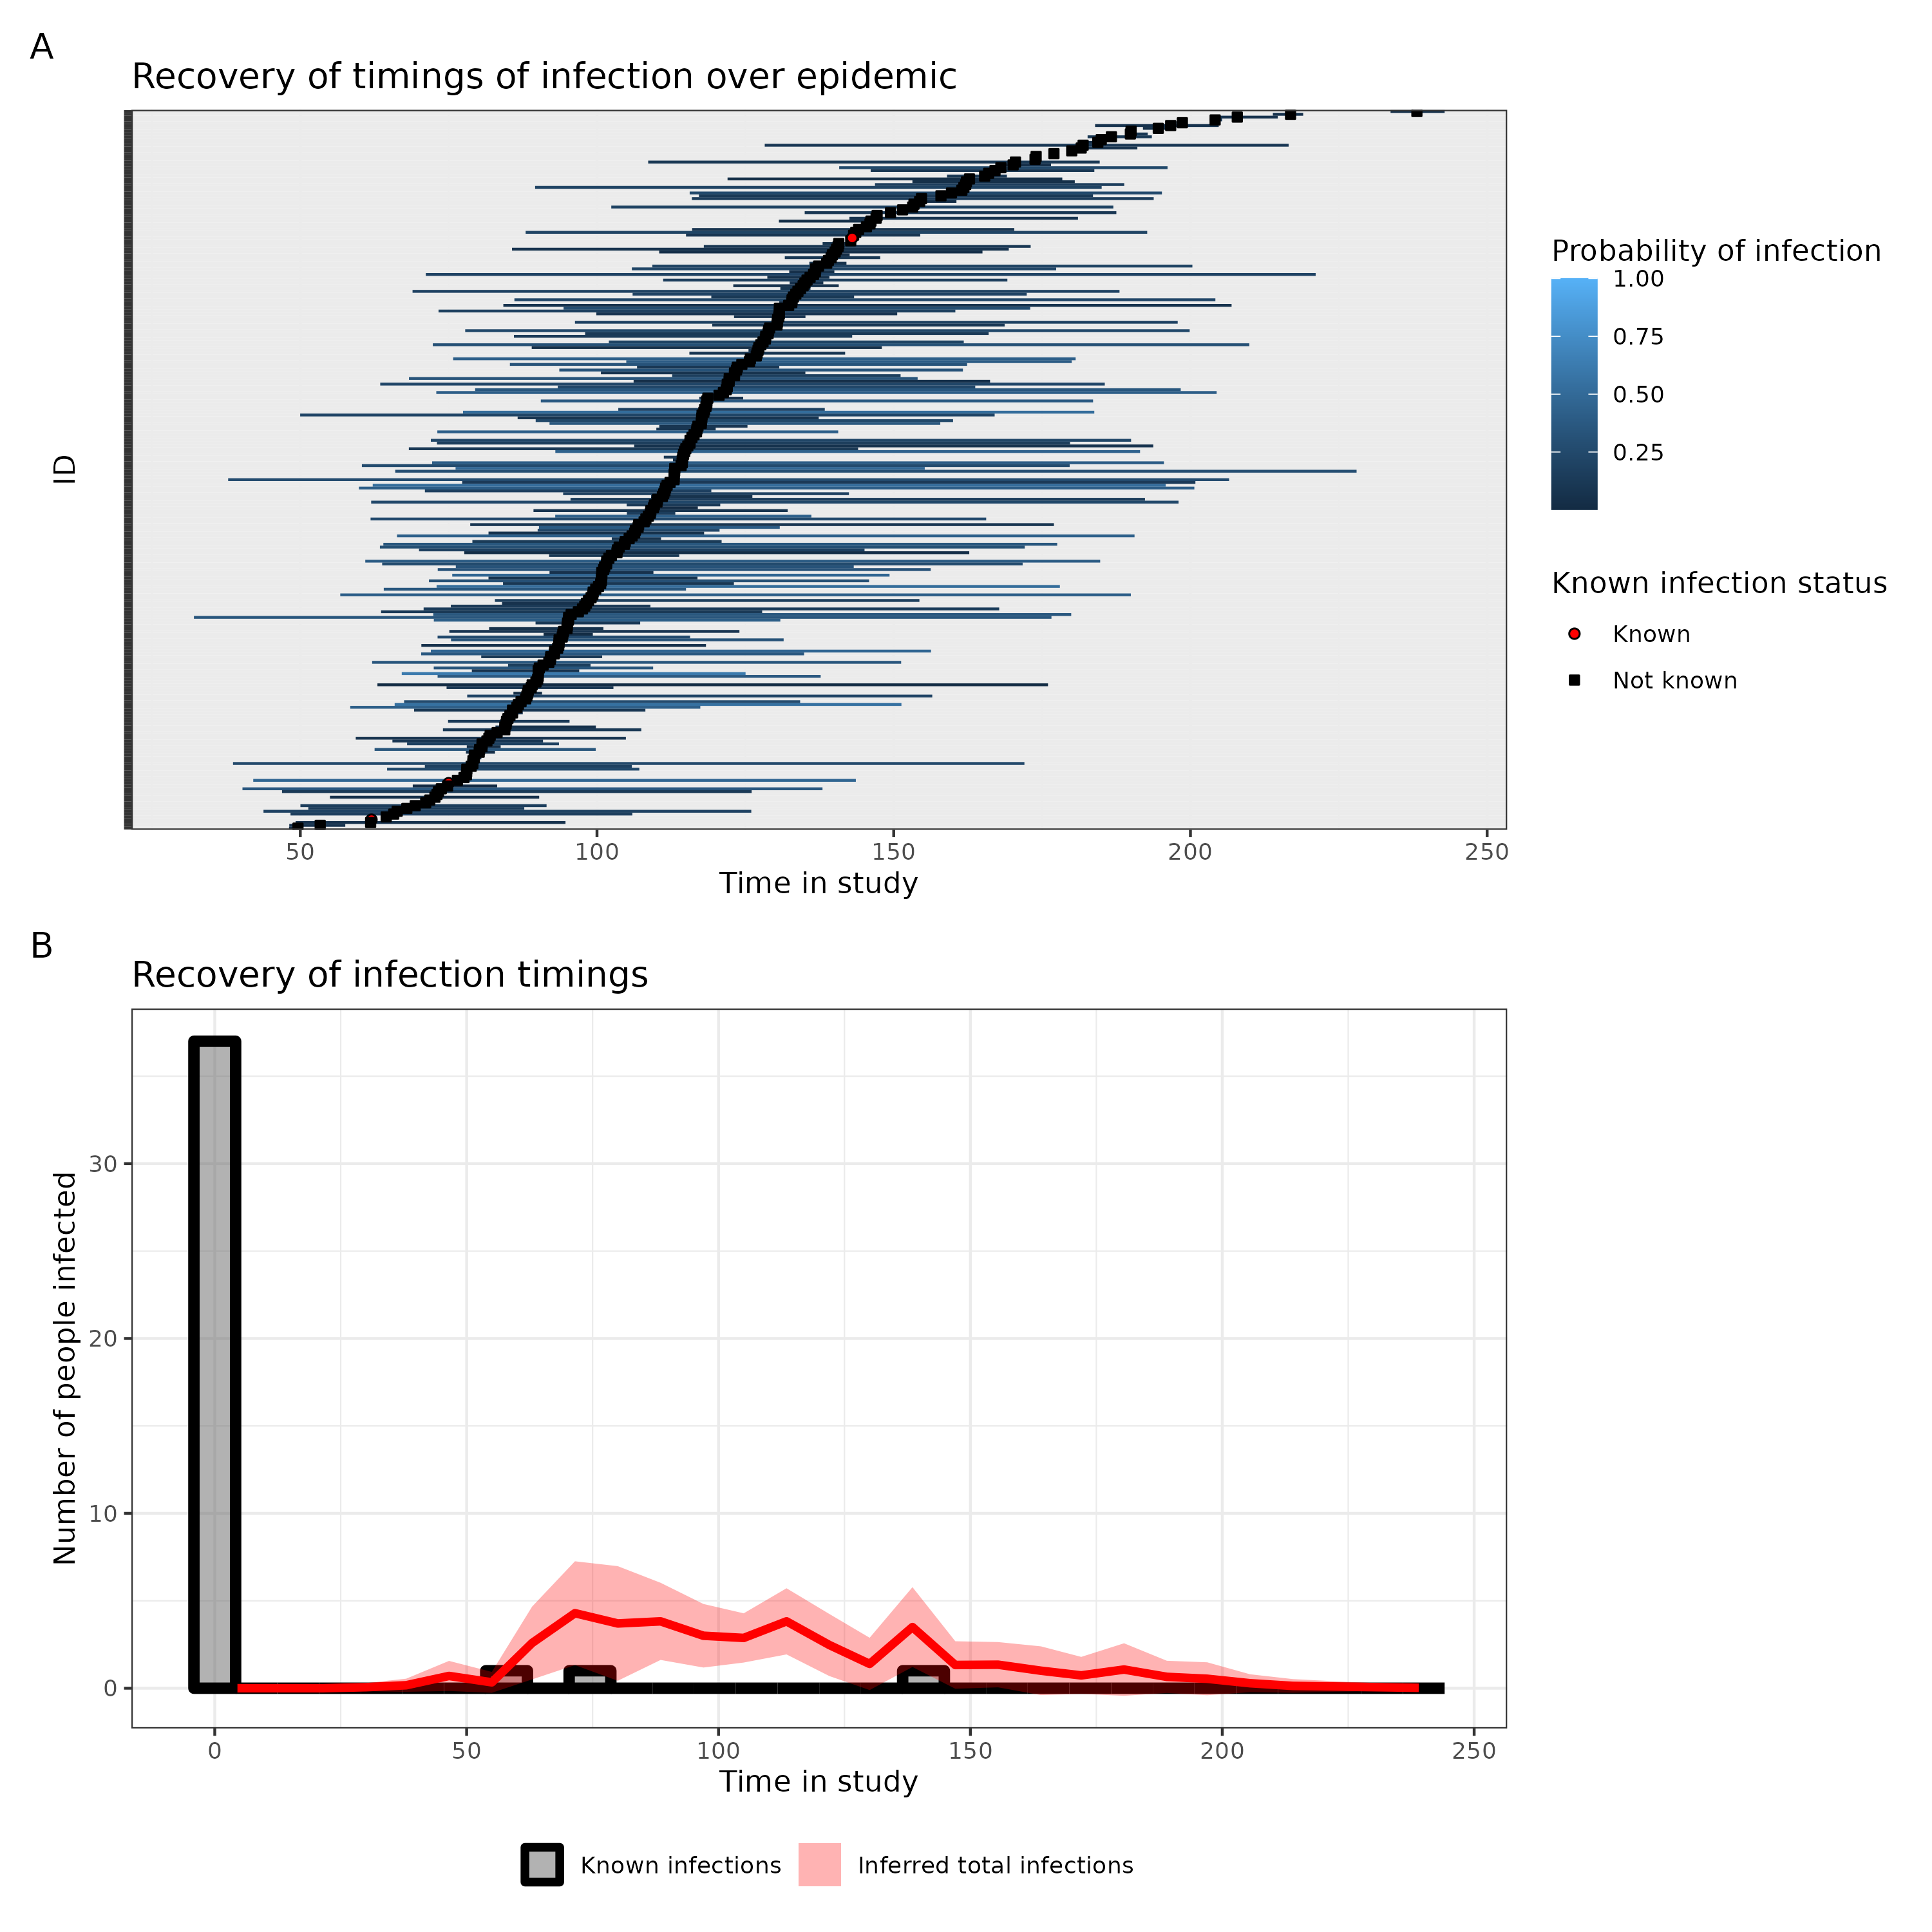 A
Recovery of timings of infection over epidemic
ID
50 100 150 200 250
Time in study
Probability of infection
1.00
0.75
0.50
0.25
Known infection status
Known
Not known
B
Recovery of infection timings
Number of people infected
30
20
10
0
0 50 100 150 200 250
Time in study
Known infections Inferred total infections